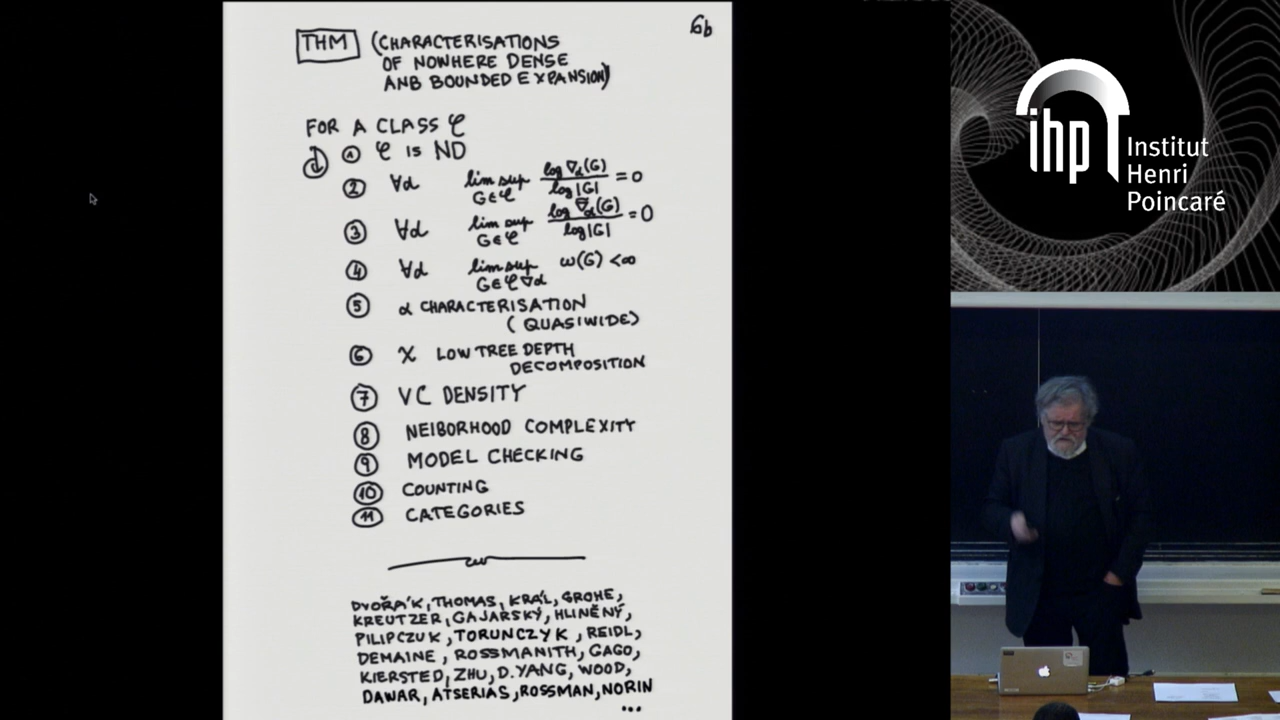 6b
THM (CHARACTERISATIONS
OF NOWHERE DENSE
ANB BOUNDED EXPANSION)
FOR A CLASS 𝒞
① 𝒞 IS ND
② ∀d lim sup G∈𝒞 log ∇d(G) / log |G| = 0
③ ∀d lim sup G∈𝒞 log ∇̃d(G) / log |G| = 0
④ ∀d lim sup G∈𝒞∇d ω(G) < ∞
⑤ α CHARACTERISATION
(QUASIWIDE)
⑥ χ LOW TREE DEPTH
DECOMPOSITION
⑦ VC DENSITY
⑧ NEIBORHOOD COMPLEXITY
⑨ MODEL CHECKING
⑩ COUNTING
⑪ CATEGORIES
DVOŘÁK, THOMAS, KRÁL, GROHE,
KREUTZER, GAJARSKÝ, HLINĚNÝ,
PILIPCZUK, TORUNCZYK, REIDL,
DEMAINE, ROSSMANITH, GAGO,
KIERSTED, ZHU, D. YANG, WOOD,
DAWAR, ATSERIAS, ROSSMAN, NORIN
...
ihp
Institut
Henri
Poincaré